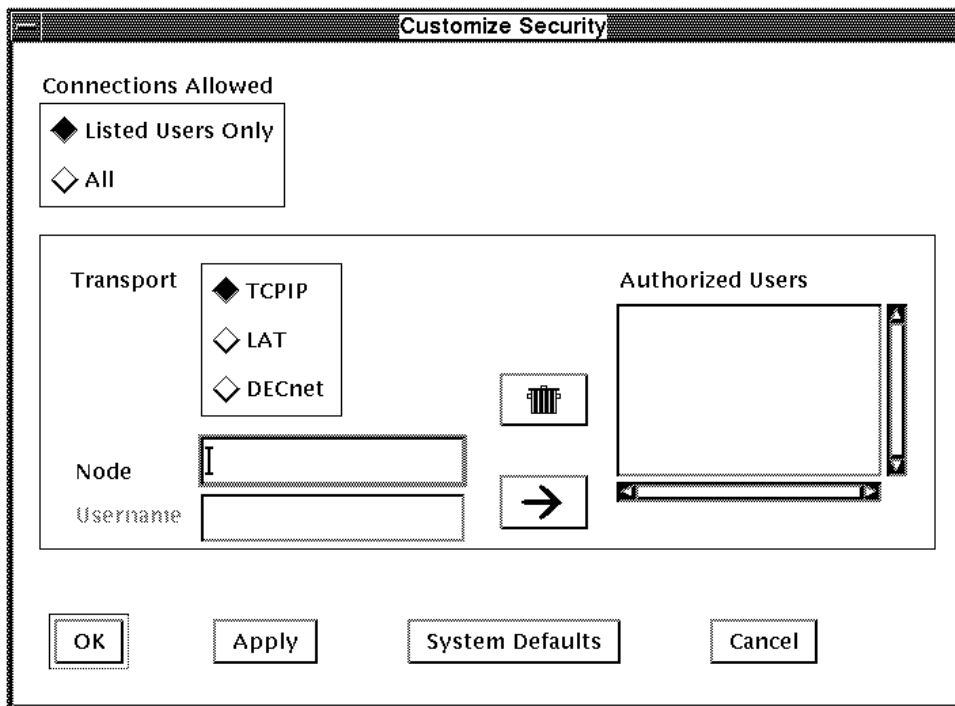 Customize Security
Connections Allowed
Listed Users Only
All
Transport
TCPIP
LAT
DECnet
Node
Username
Authorized Users
OK
Apply
System Defaults
Cancel